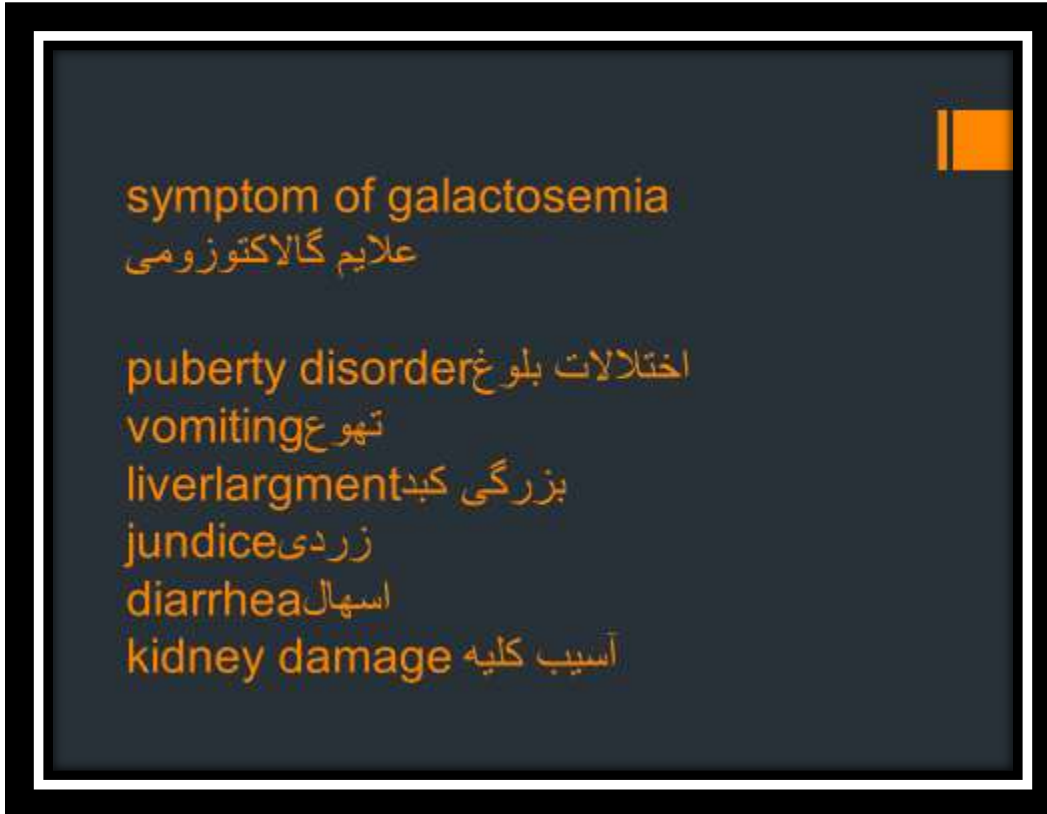 symptom of galactosemia
علایم گالاکتوزومی
puberty disorderاختلالات بلوغ
vomitingتهوع
liverlargmentبزرگی کبد
jundiceزردی
diarrheaاسهال
kidney damage آسیب کلیه